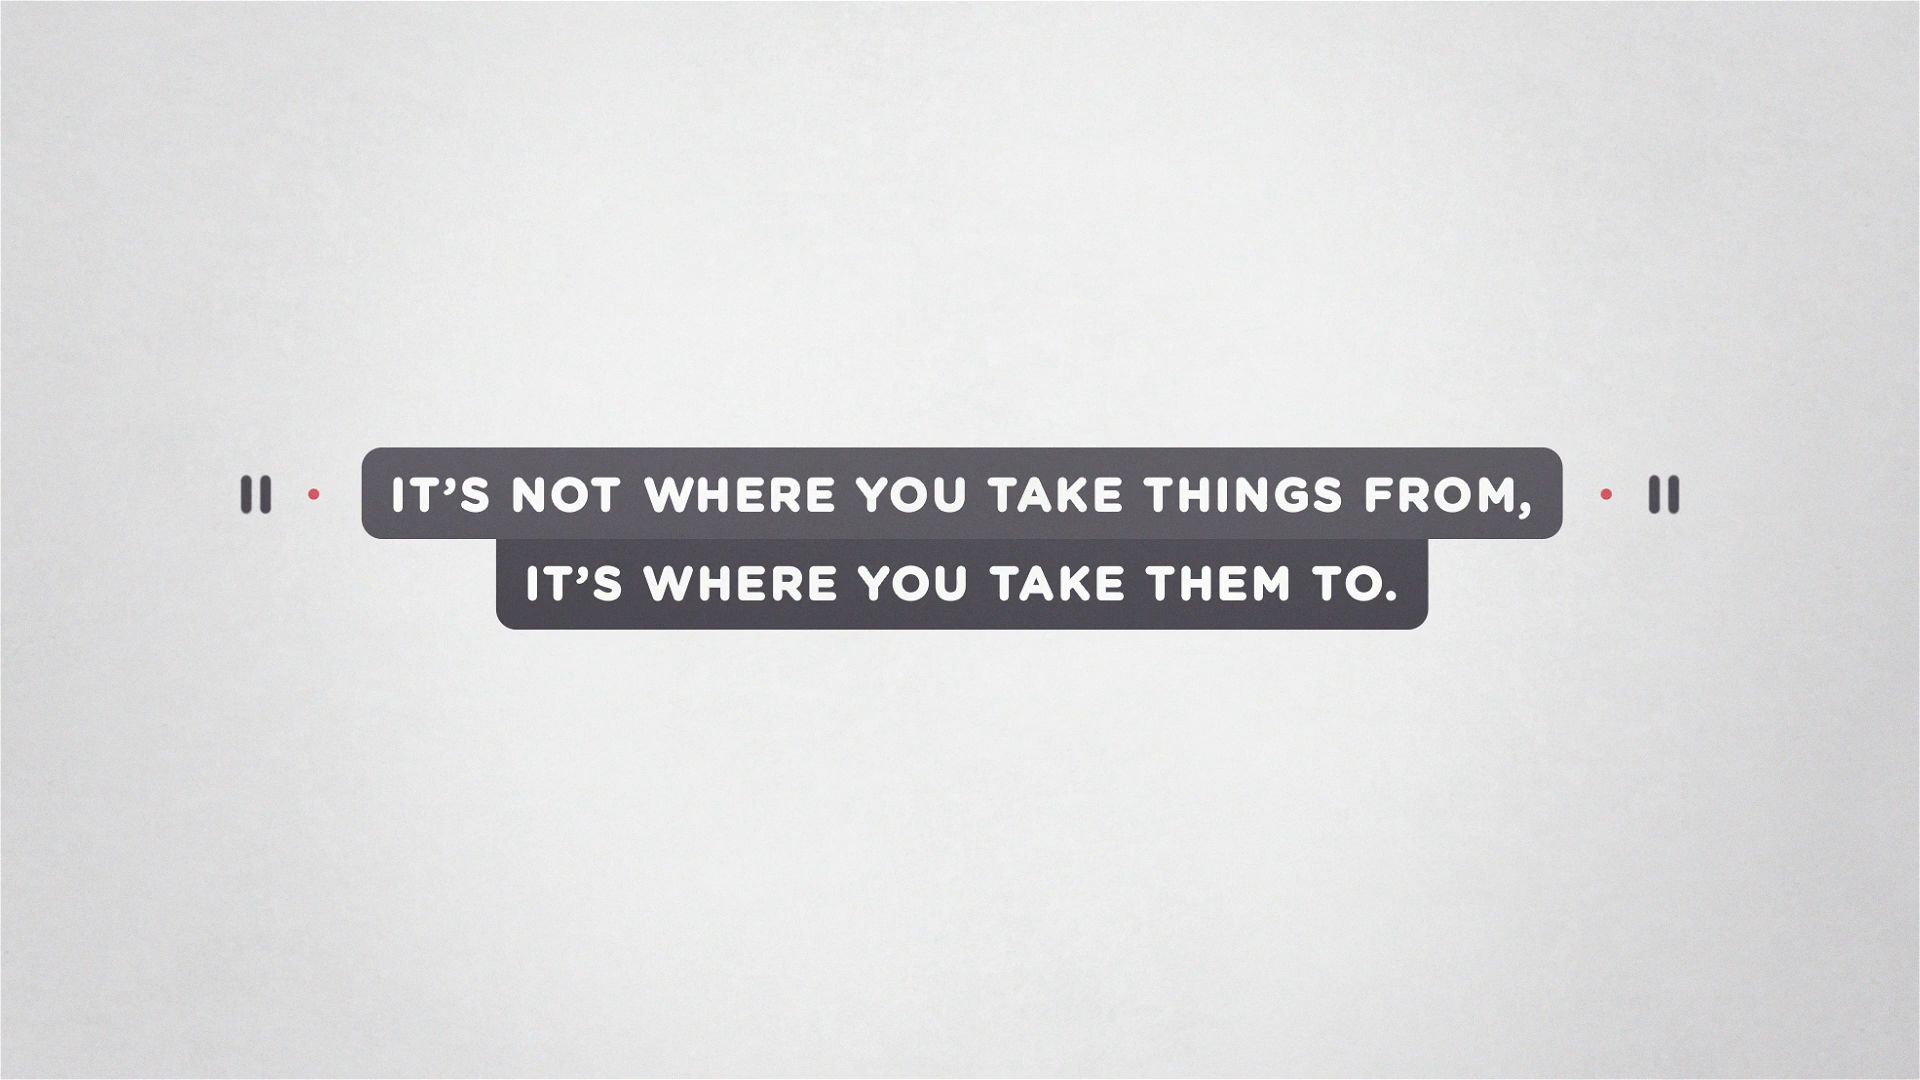 " IT’S NOT WHERE YOU TAKE THINGS FROM, "
IT’S WHERE YOU TAKE THEM TO.